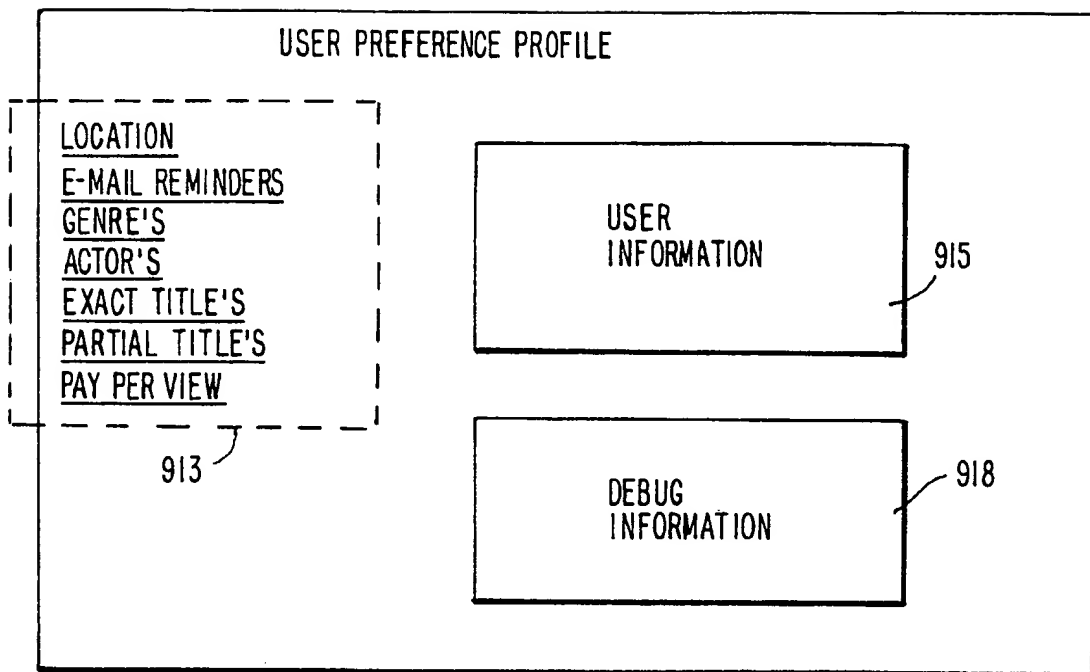 USER PREFERENCE PROFILE
LOCATION
E-MAIL REMINDERS
GENRE'S
ACTOR'S
EXACT TITLE'S
PARTIAL TITLE'S
PAY PER VIEW
913
USER
INFORMATION
915
DEBUG
INFORMATION
918